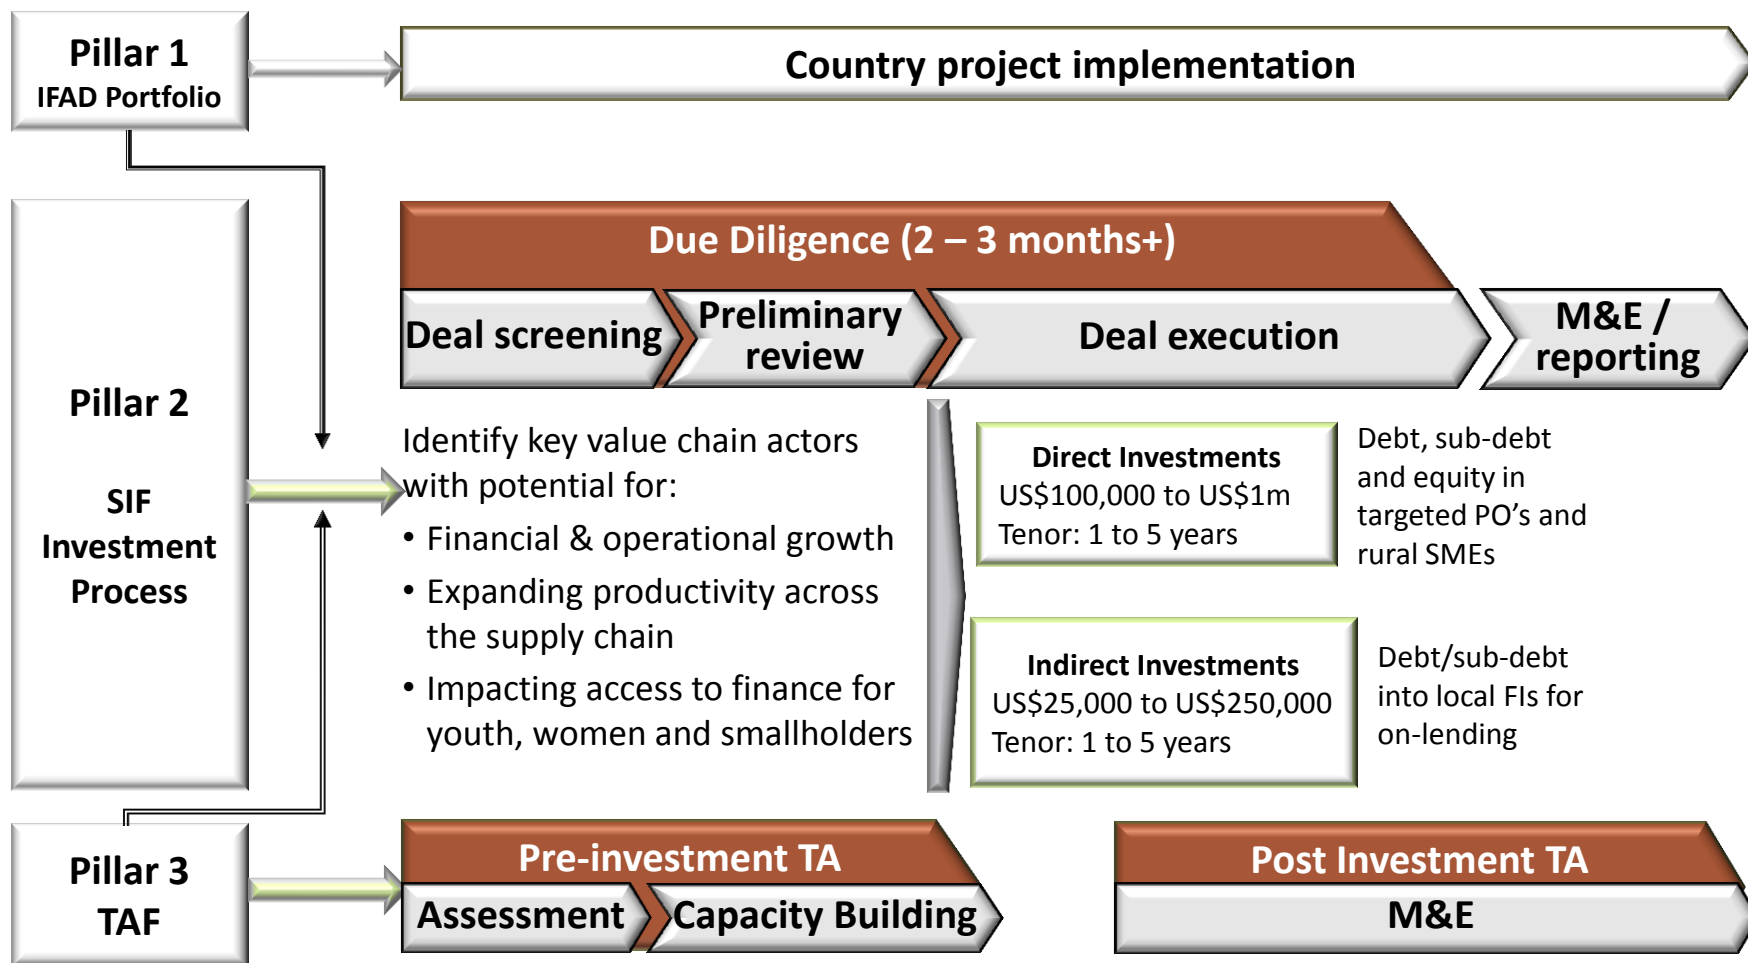 Pillar 1
IFAD Portfolio
Country project implementation
Pillar 2
SIF
Investment
Process
Due Diligence (2 – 3 months+)
Deal screening
Preliminary
review
Deal execution
M&E /
reporting
Identify key value chain actors
with potential for:
• Financial & operational growth
• Expanding productivity across
the supply chain
• Impacting access to finance for
youth, women and smallholders
Direct Investments
US$100,000 to US$1m
Tenor: 1 to 5 years
Debt, sub-debt
and equity in
targeted PO’s and
rural SMEs
Indirect Investments
US$25,000 to US$250,000
Tenor: 1 to 5 years
Debt/sub-debt
into local FIs for
on-lending
Pillar 3
TAF
Pre-investment TA
Assessment
Capacity Building
Post Investment TA
M&E